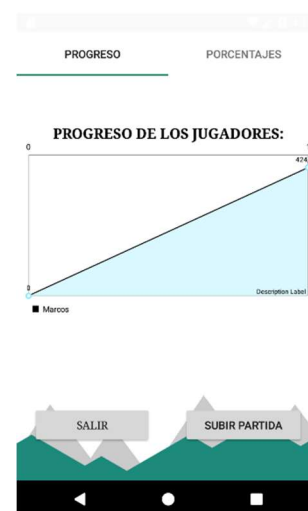 PROGRESO PORCENTAJES
PROGRESO DE LOS JUGADORES:
0
424
0
Description Label
Marcos
SALIR SUBIR PARTIDA